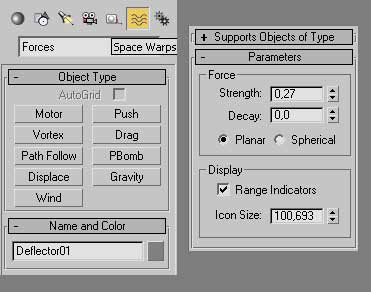 Forces
Space Warps
- Object Type
AutoGrid
Motor Push
Vortex Drag
Path Follow PBomb
Displace Gravity
Wind
- Name and Color
Deflector01
+ Supports Objects of Type
- Parameters
Force
Strength: 0,27
Decay: 0,0
Planar Spherical
Display
Range Indicators
Icon Size: 100,693